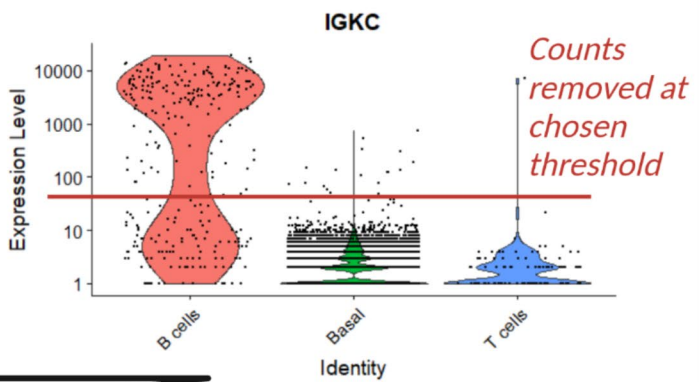 IGKC
Counts
removed at
chosen
threshold
Expression Level
10000
1000
100
10
1
B cells
Basal
T cells
Identity